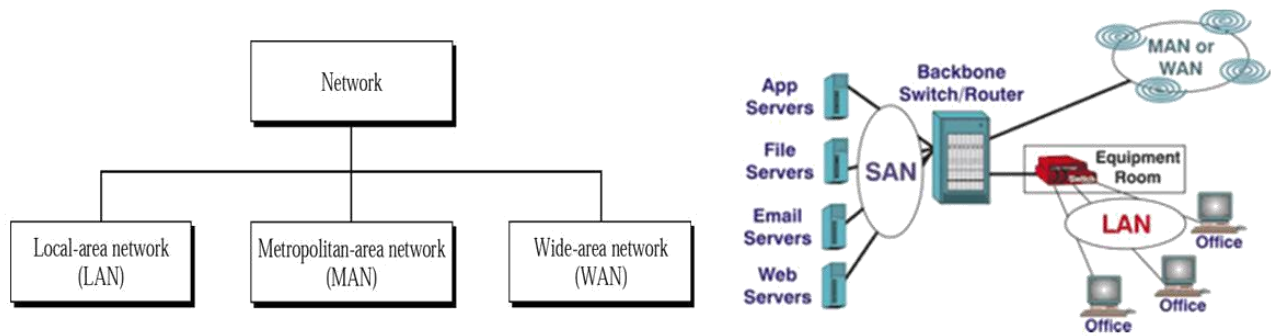 Network
Local-area network
(LAN)
Metropolitan-area network
(MAN)
Wide-area network
(WAN)
App
Servers
File
Servers
Email
Servers
Web
Servers
SAN
Backbone
Switch/Router
MAN or
WAN
Equipment
Room
LAN
Office
Office
Office